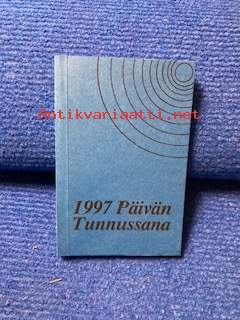 Antikvariaatti.net
1997 Päivän
Tunnussana